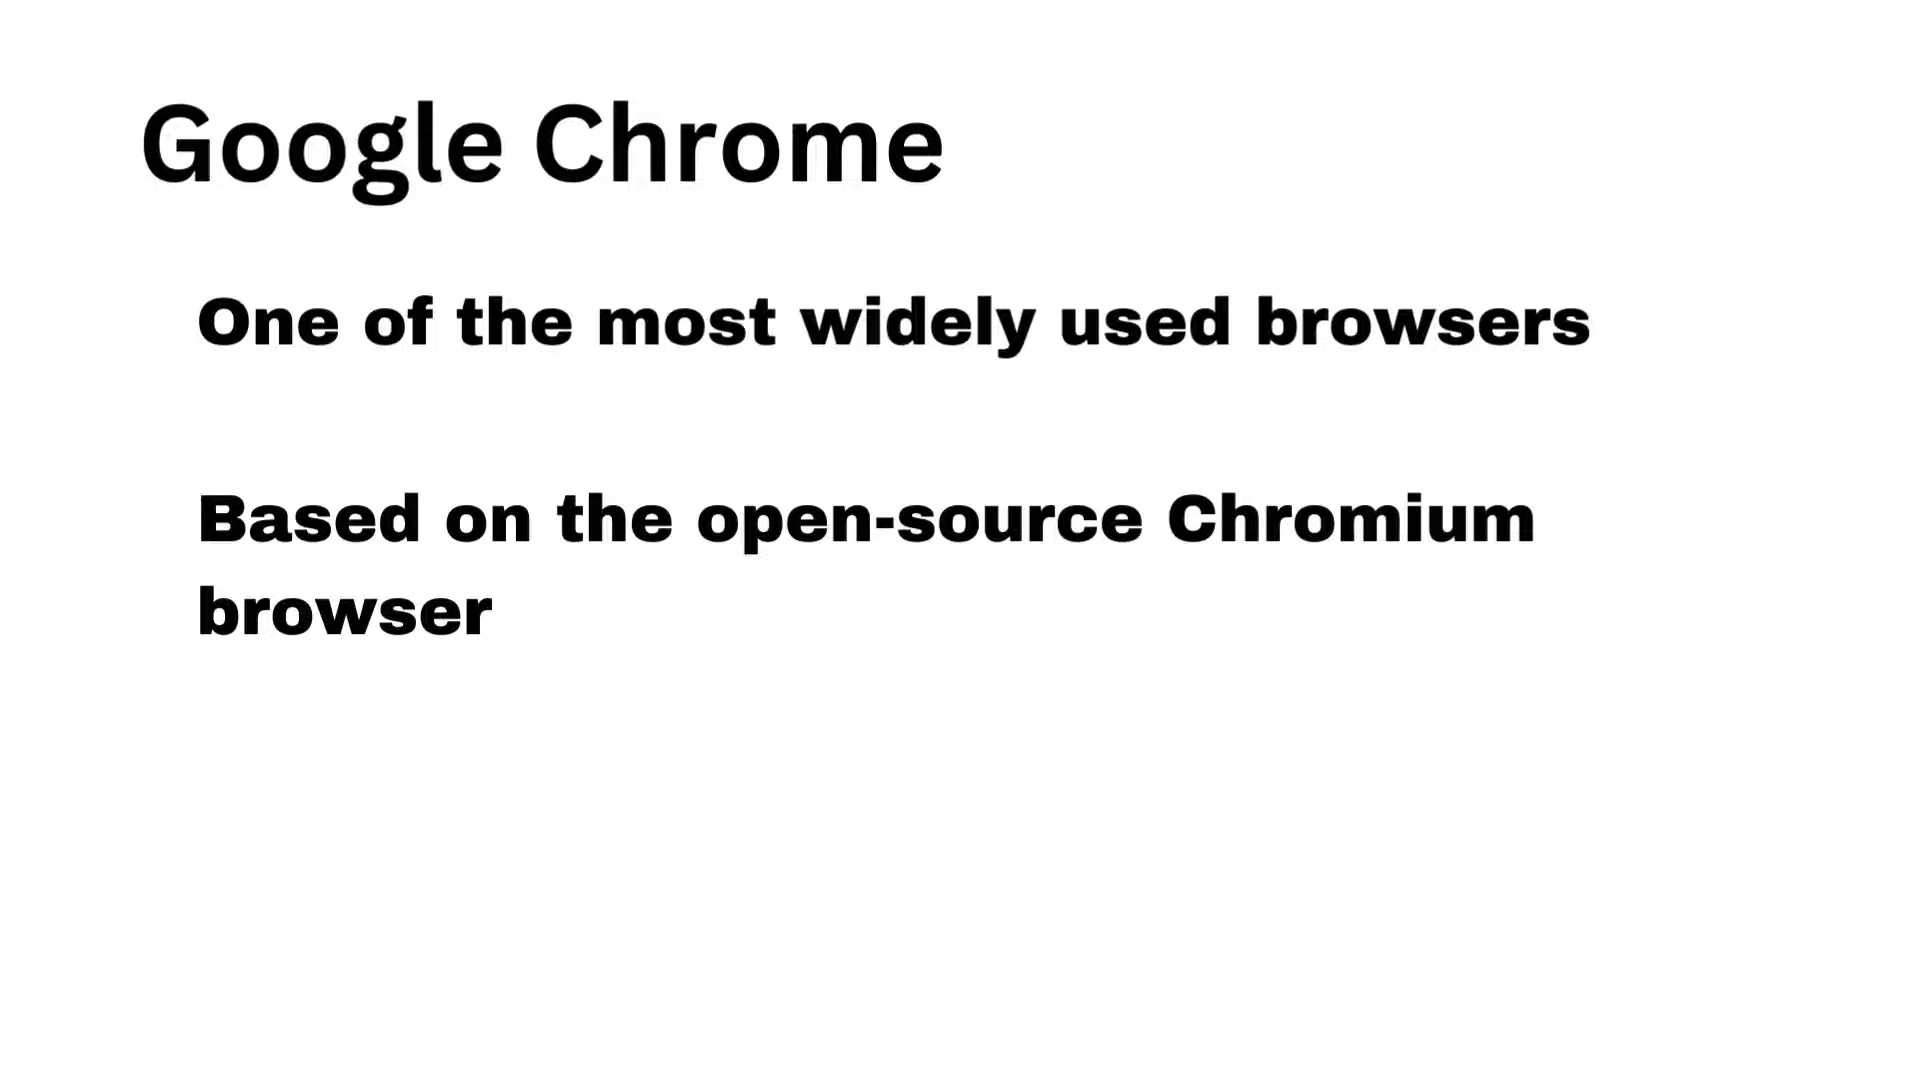 Google Chrome
One of the most widely used browsers
Based on the open-source Chromium
browser